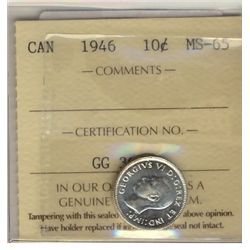 CAN 1946 10¢ MS-65
— COMMENTS —
— CERTIFICATION NO. —
GG
GEORGIVS VI D:G:REX ET IND:IMP:
IN OUR S A
GENUINE M.
Tampering with this sealed above opinion.
Have holder replaced if seal not intact.